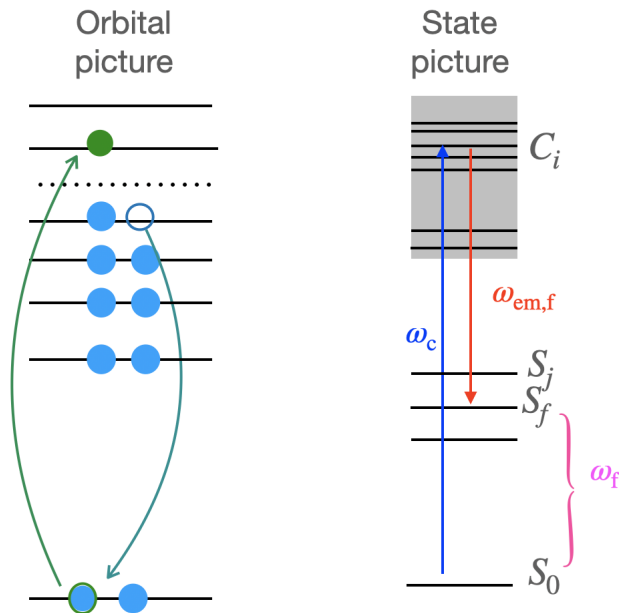 Orbital
picture
State
picture
C_i
ω_em,f
ω_c
S_j
S_f
ω_f
S_0